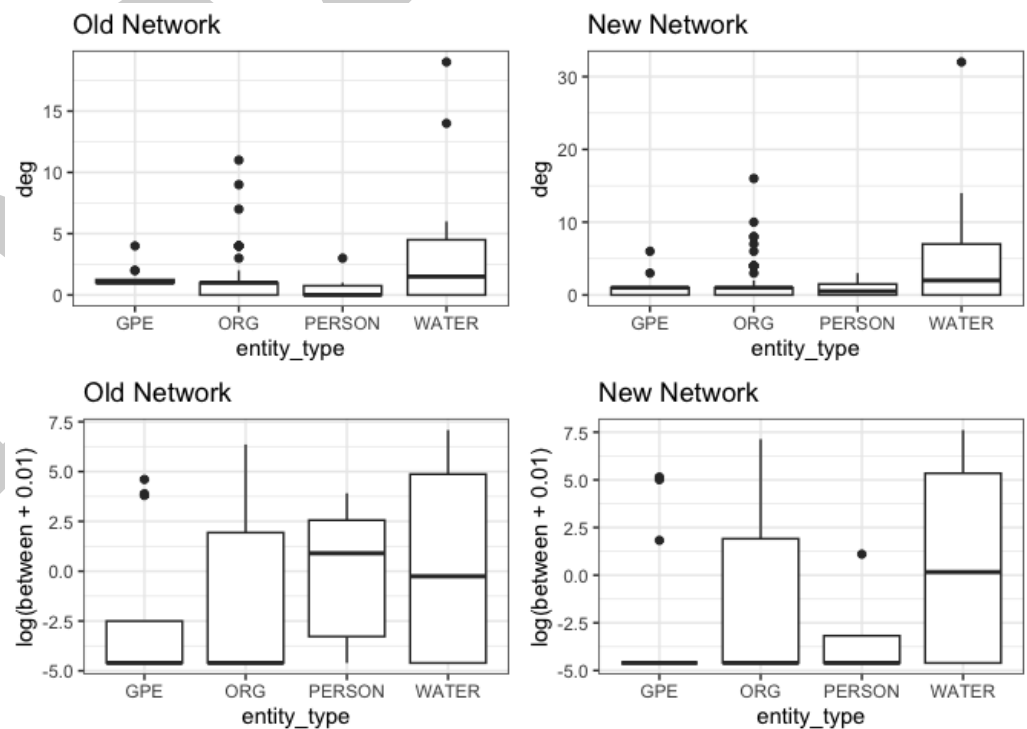 Old Network
New Network
deg
15
10
5
0
GPE ORG PERSON WATER
entity_type
deg
30
20
10
0
GPE ORG PERSON WATER
entity_type
Old Network
New Network
log(between + 0.01)
7.5
5.0
2.5
0.0
-2.5
-5.0
GPE ORG PERSON WATER
entity_type
log(between + 0.01)
7.5
5.0
2.5
0.0
-2.5
-5.0
GPE ORG PERSON WATER
entity_type